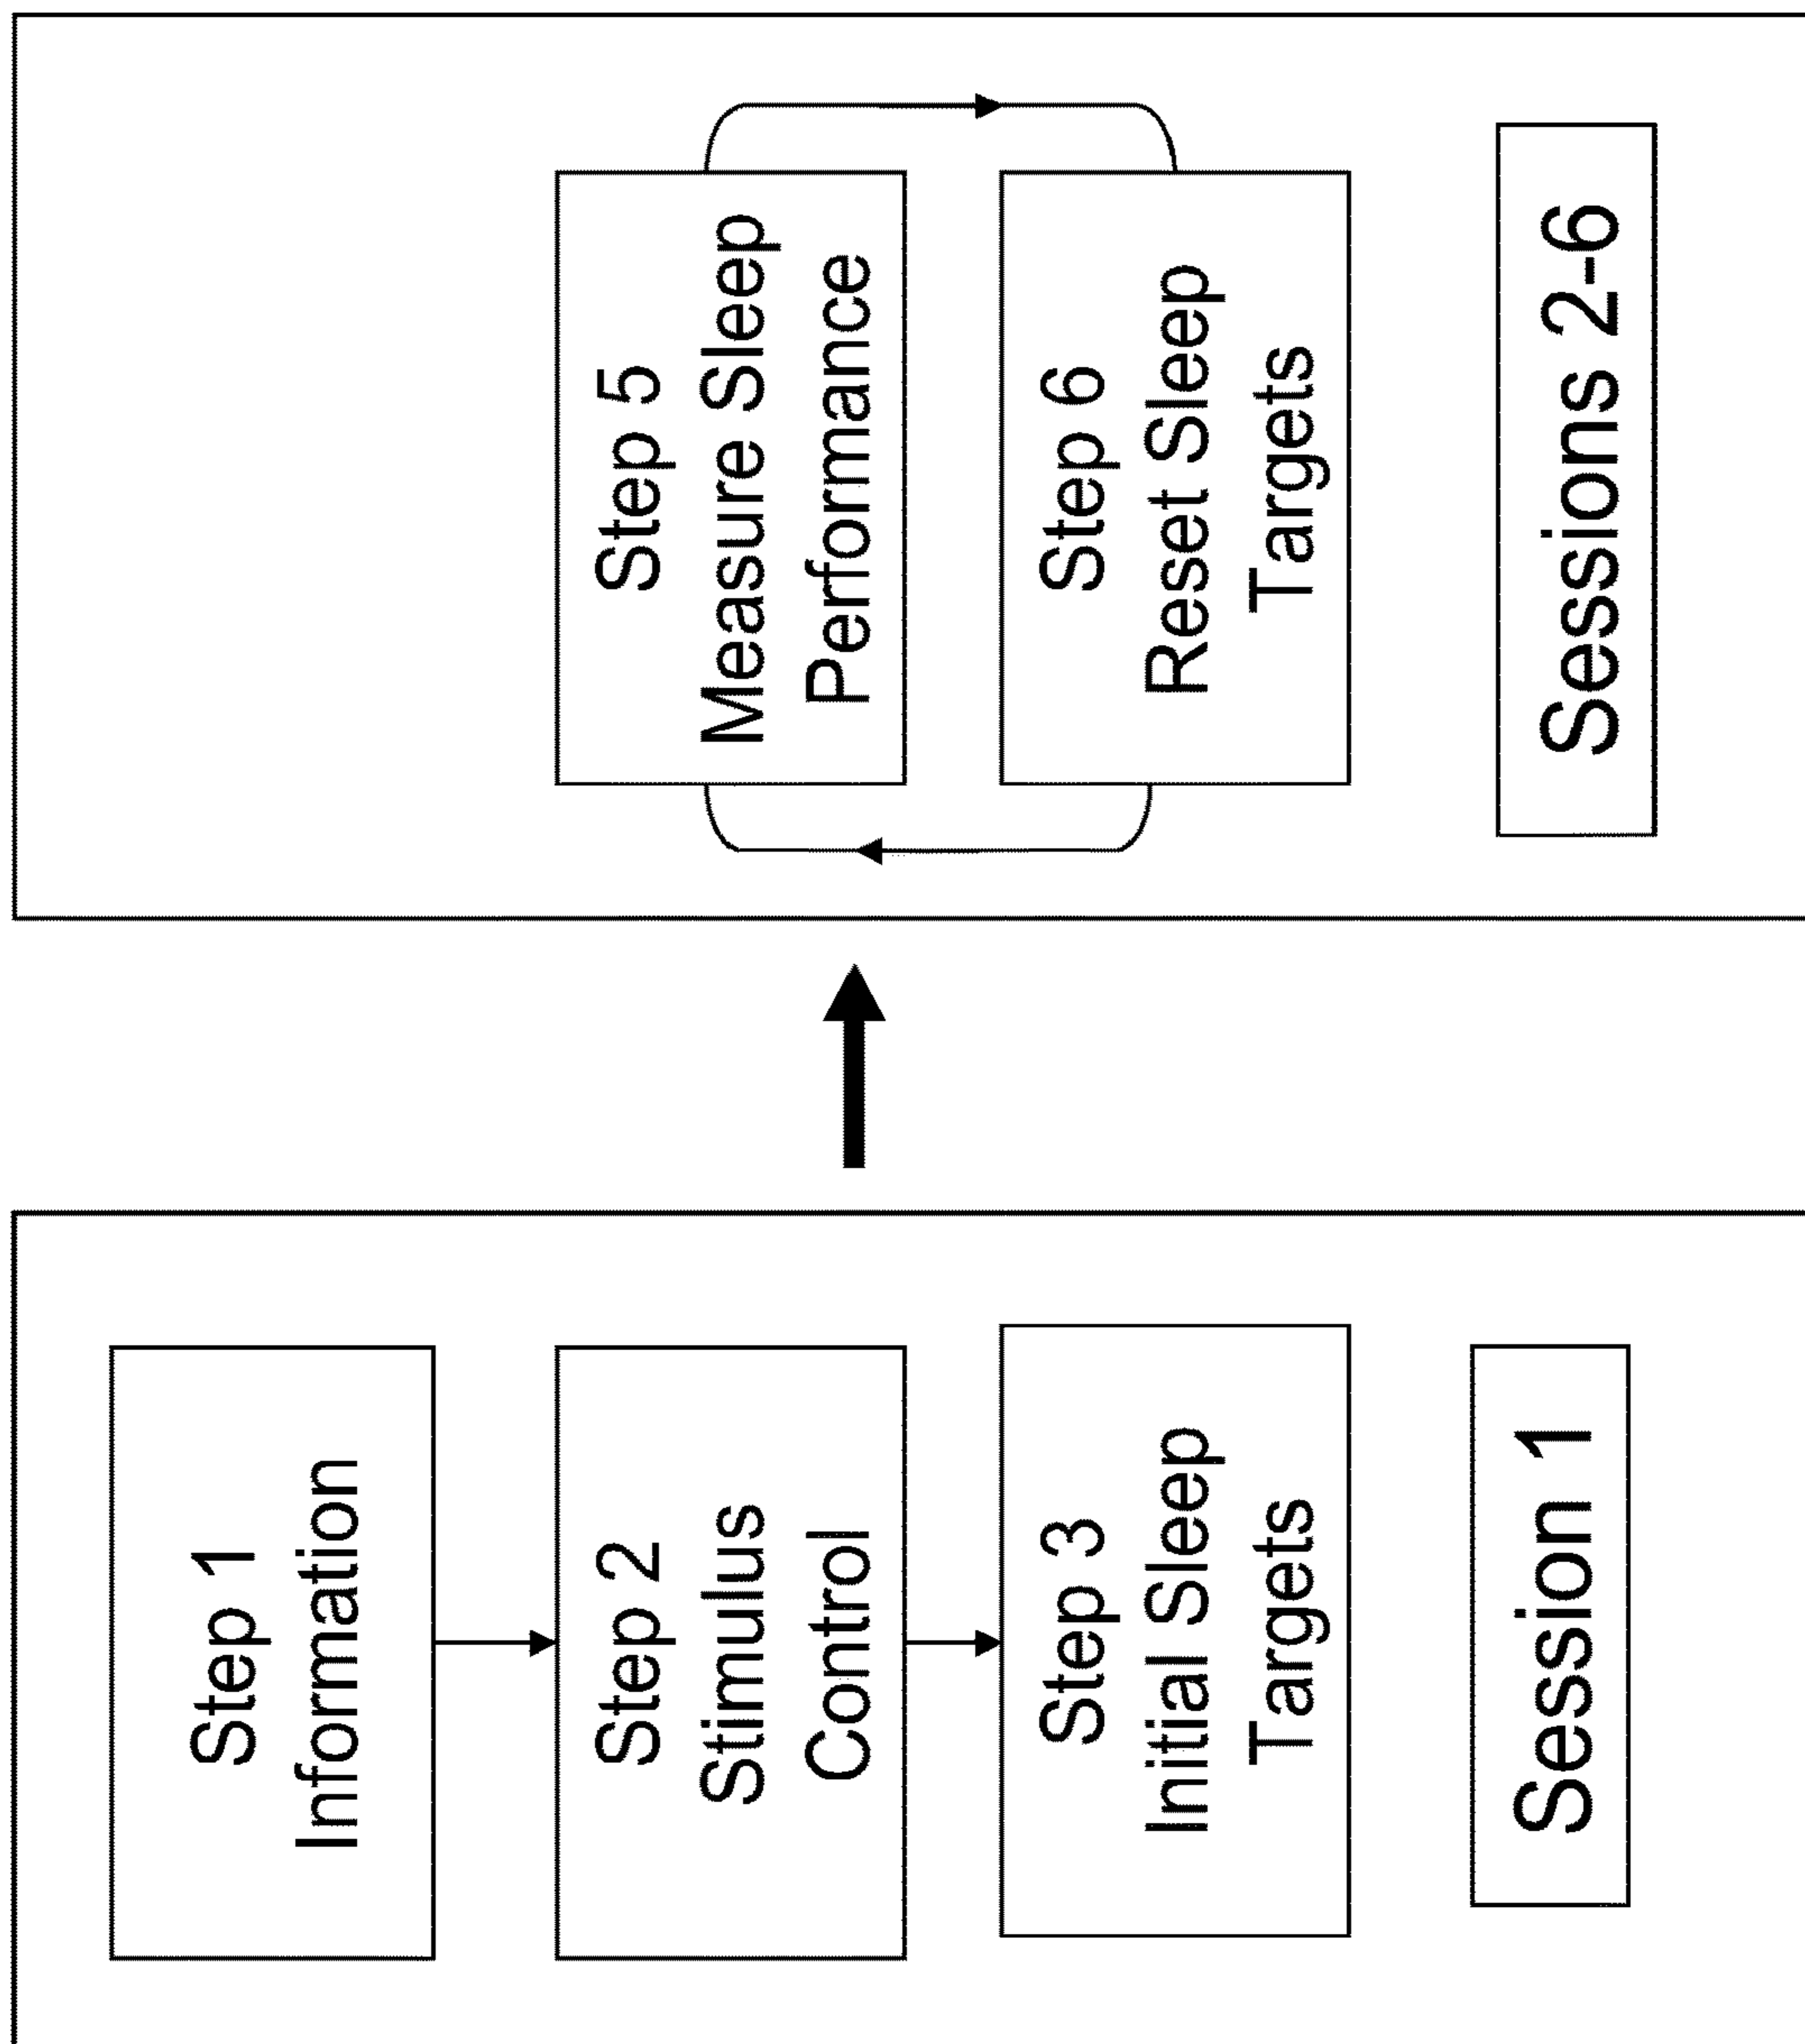 Step 1
Information
Step 2
Stimulus
Control
Step 3
Initial Sleep
Targets
Session 1
Step 5
Measure Sleep
Performance
Step 6
Reset Sleep
Targets
Sessions 2-6